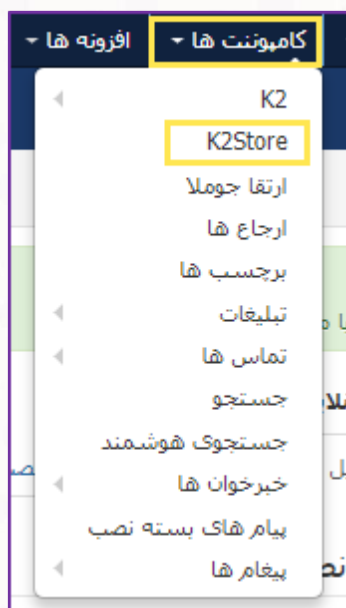 کامپوننت ها افزونه ها
K2
K2Store
ارتقا جوملا
ارجاع ها
برچسب ها
تبلیغات
تماس ها
جستجو
جستجوی هوشمند
خبرخوان ها
پیام های بسته نصب
پیغام ها